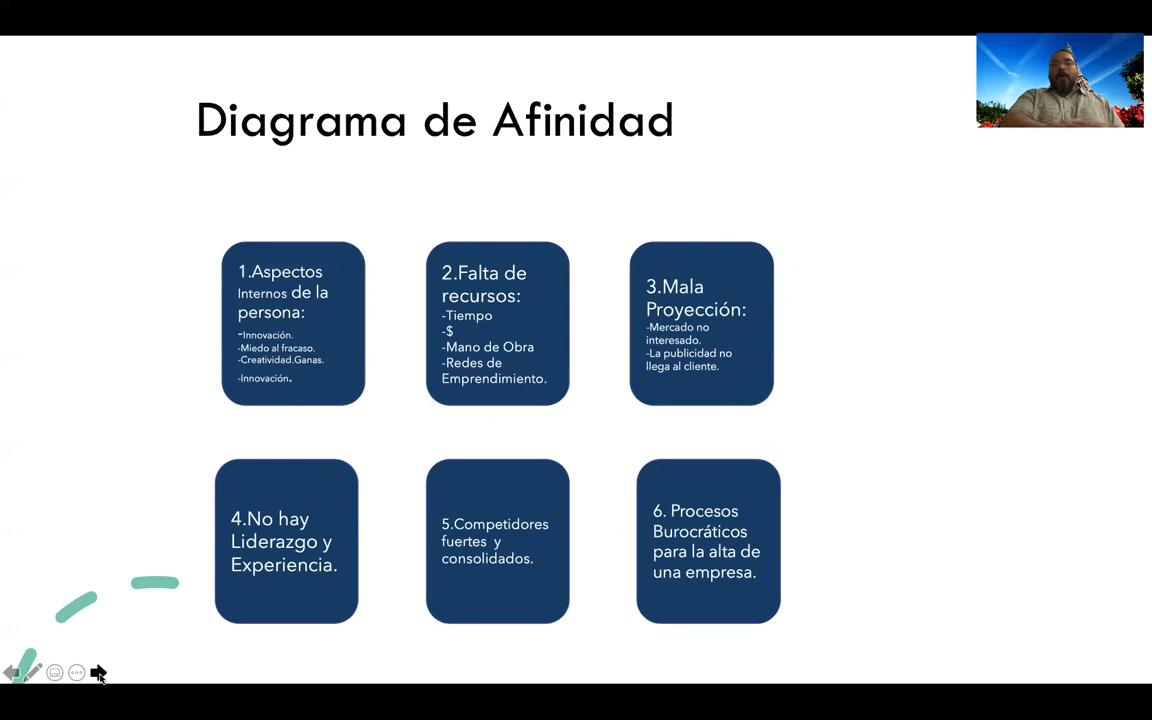 Diagrama de Afinidad
1.Aspectos
Internos de la
persona:
-Innovación.
-Miedo al fracaso.
-Creatividad.Ganas.
-Innovación.
2.Falta de
recursos:
-Tiempo
-$
-Mano de Obra
-Redes de
Emprendimiento.
3.Mala
Proyección:
-Mercado no
interesado.
-La publicidad no
llega al cliente.
4.No hay
Liderazgo y
Experiencia.
5.Competidores
fuertes y
consolidados.
6. Procesos
Burocráticos
para la alta de
una empresa.